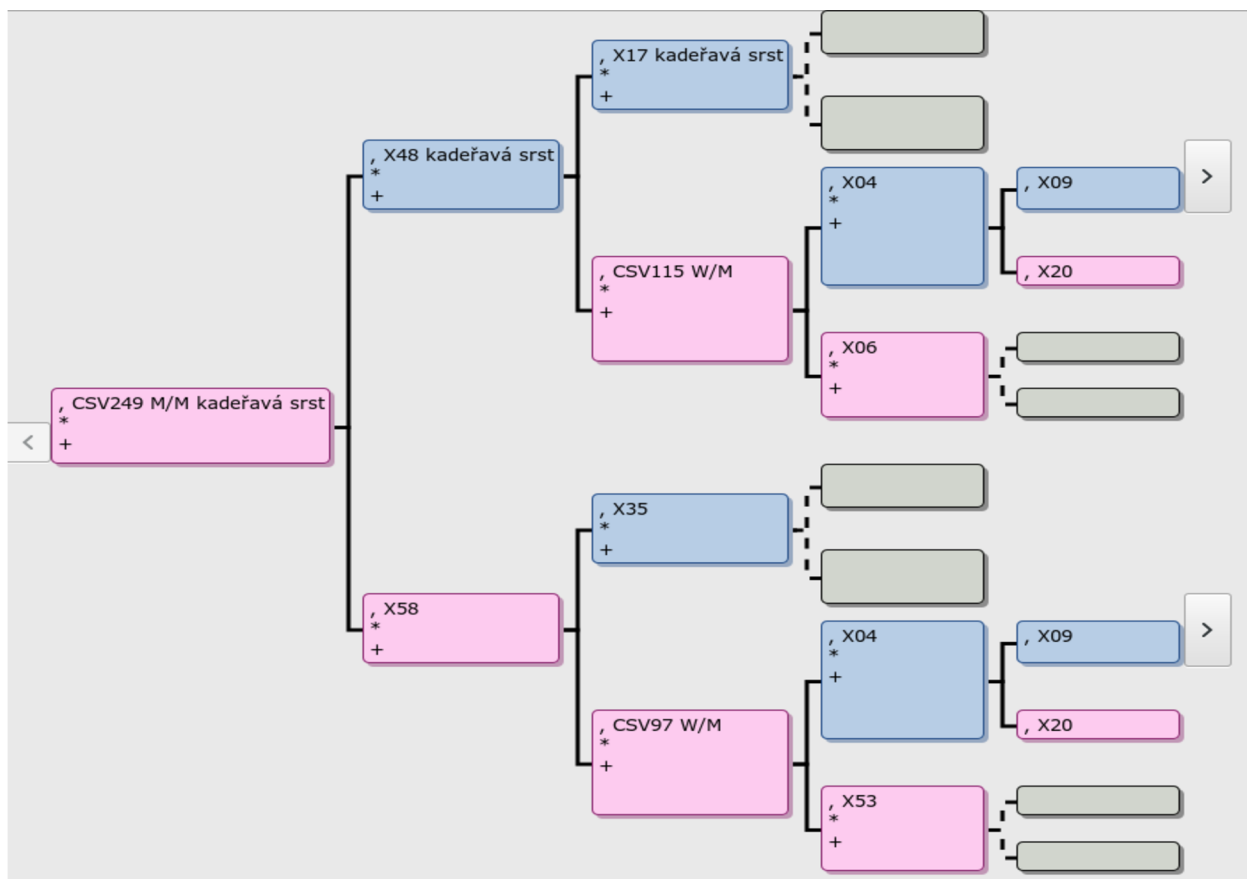 , X17 kadeřavá srst
*
+
, X48 kadeřavá srst
*
+
, X04
*
+
, X09
>
, CSV115 W/M
*
+
, X20
, X06
*
+
, CSV249 M/M kadeřavá srst
*
+
<
, X35
*
+
, X58
*
+
, X04
*
+
, X09
>
, CSV97 W/M
*
+
, X20
, X53
*
+